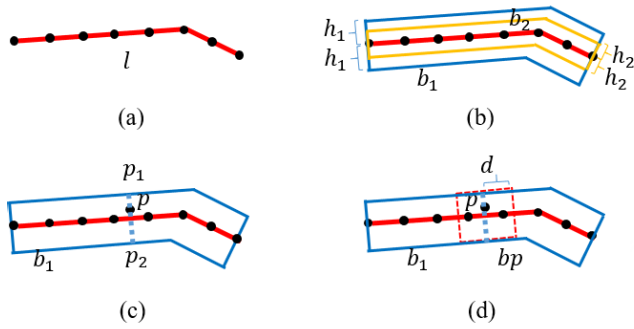 l
(a)
h₁
h₁
b₂
b₁
h₂
h₂
(b)
p₁
p
b₁
p₂
(c)
d
p
b₁
bp
(d)